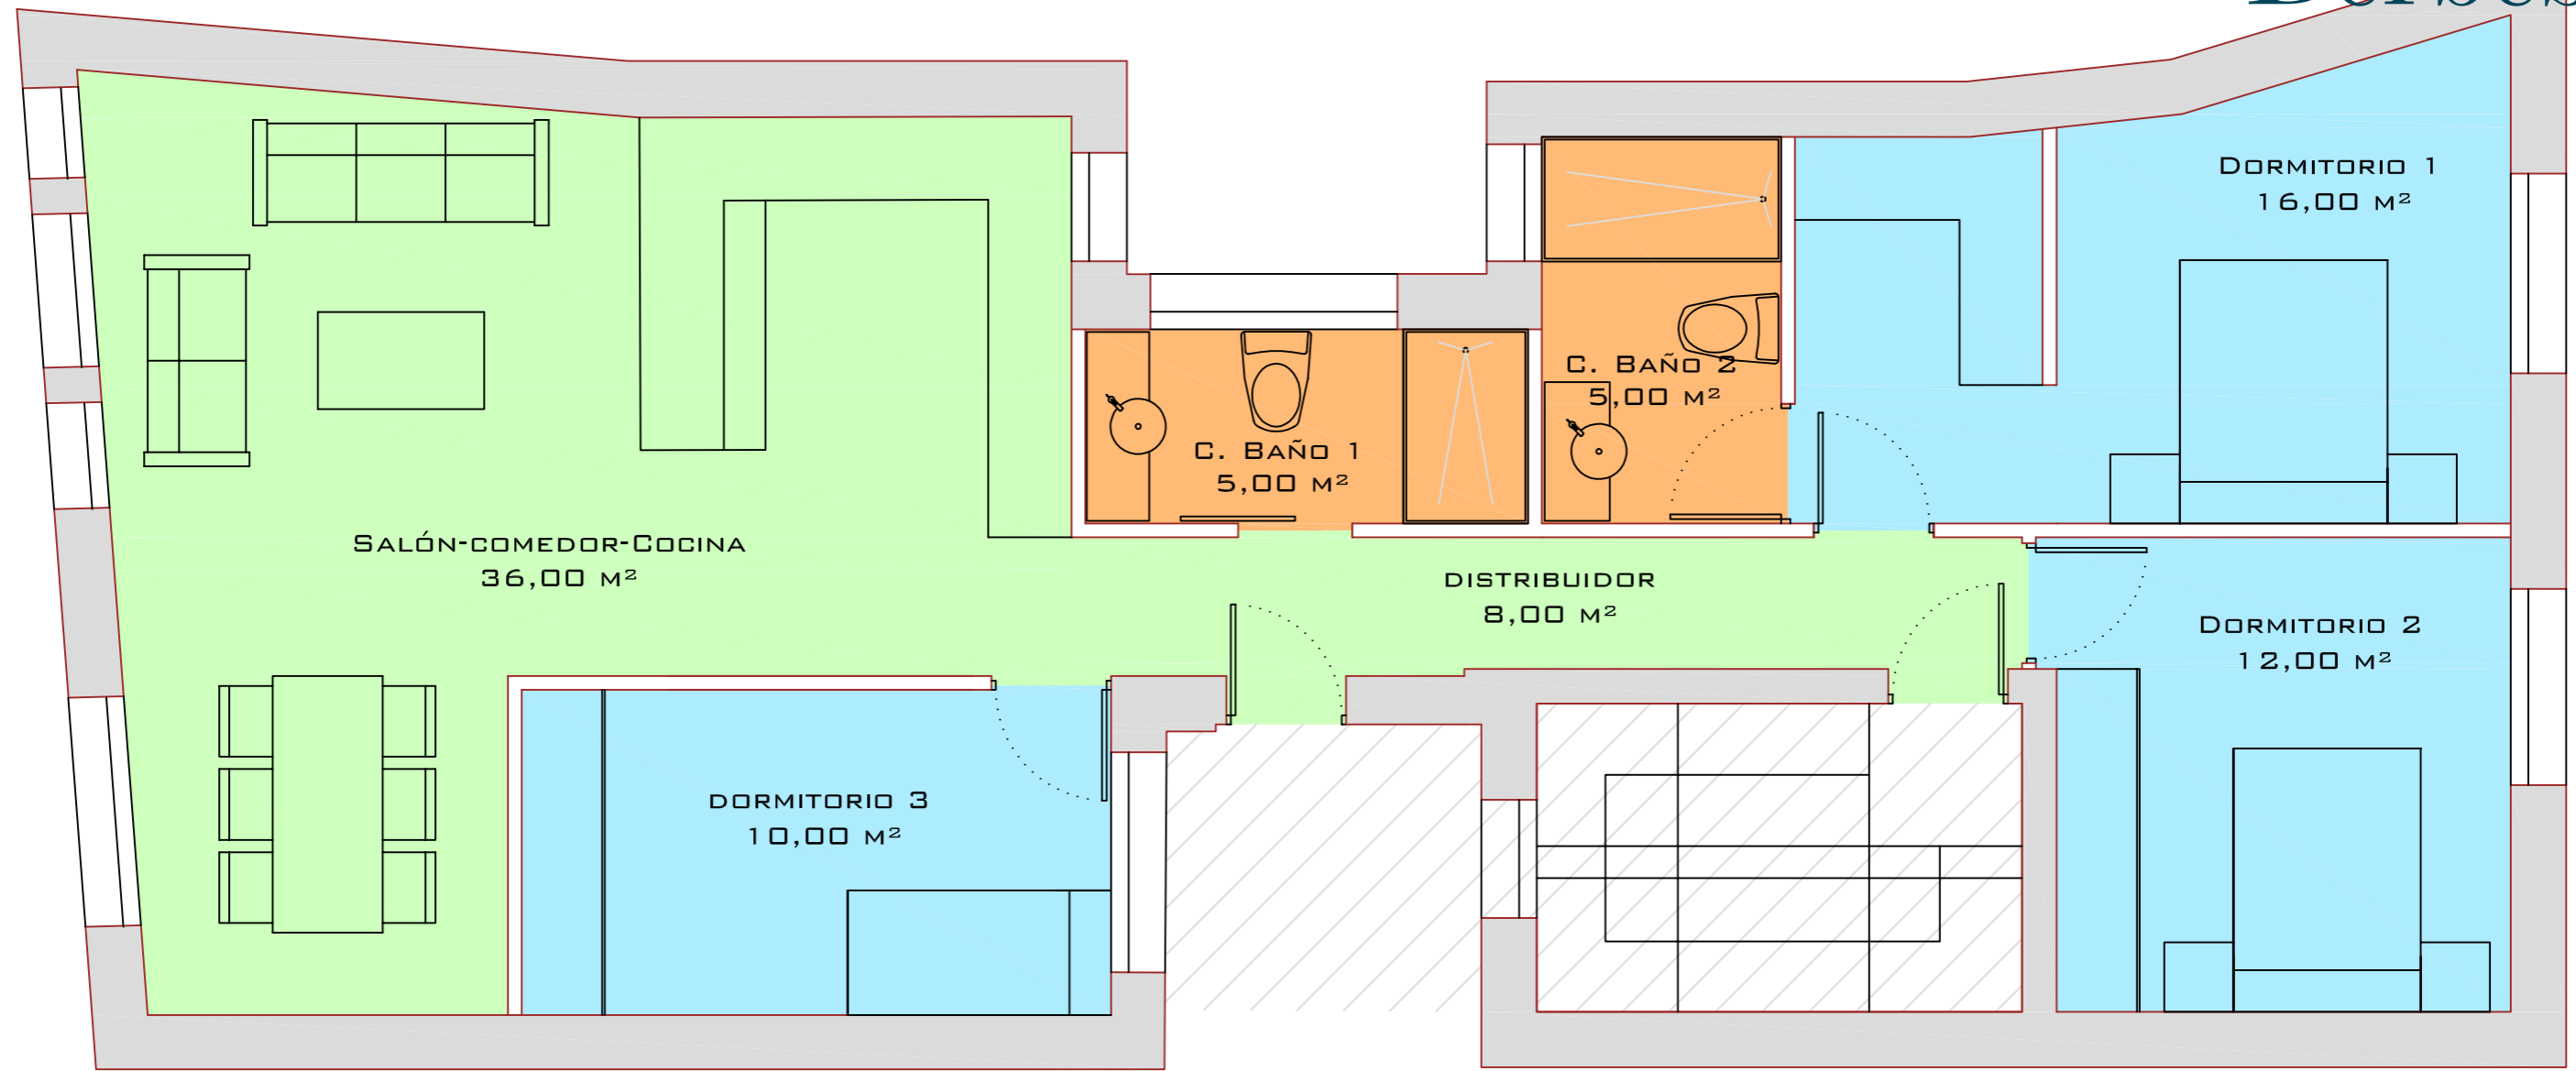 Dormitorio 1
16,00 m²
C. Baño 2
5,00 m²
C. Baño 1
5,00 m²
Salón-comedor-Cocina
36,00 m²
distribuidor
8,00 m²
Dormitorio 2
12,00 m²
dormitorio 3
10,00 m²